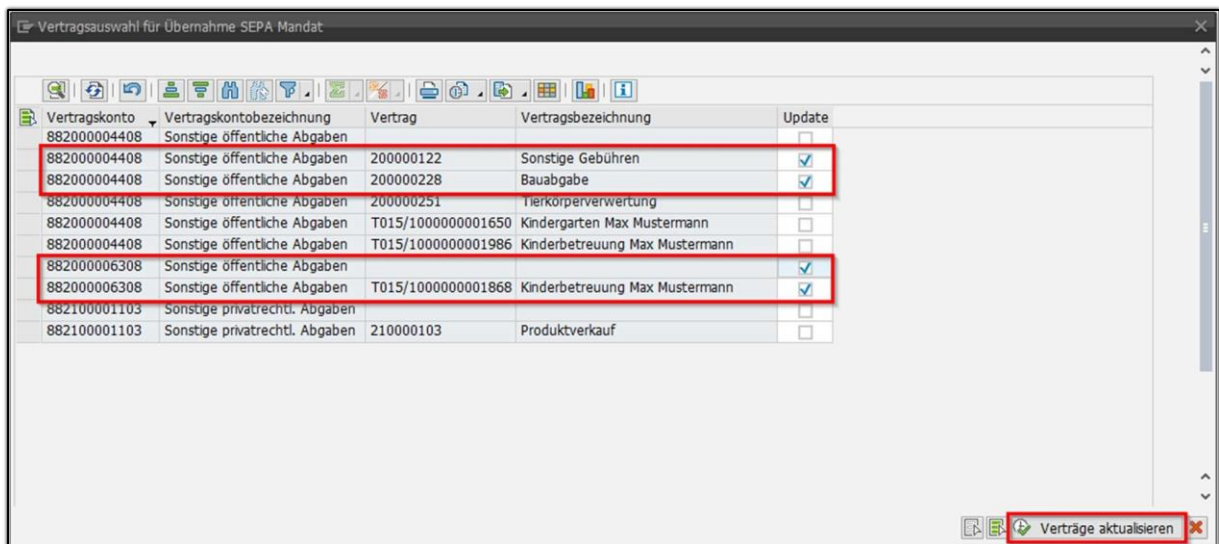 Vertragsauswahl für Übernahme SEPA Mandat
Vertragskonto Vertragskontobezeichnung Vertrag Vertragsbezeichnung Update
882000004408 Sonstige öffentliche Abgaben
882000004408 Sonstige öffentliche Abgaben 200000122 Sonstige Gebühren
882000004408 Sonstige öffentliche Abgaben 200000228 Bauabgabe
882000004408 Sonstige öffentliche Abgaben 200000251 Tierkörperverwertung
882000004408 Sonstige öffentliche Abgaben T015/1000000001650 Kindergarten Max Mustermann
882000004408 Sonstige öffentliche Abgaben T015/1000000001986 Kinderbetreuung Max Mustermann
882000006308 Sonstige öffentliche Abgaben
882000006308 Sonstige öffentliche Abgaben T015/1000000001868 Kinderbetreuung Max Mustermann
882100001103 Sonstige privatrechtl. Abgaben
882100001103 Sonstige privatrechtl. Abgaben 210000103 Produktverkauf
Verträge aktualisieren